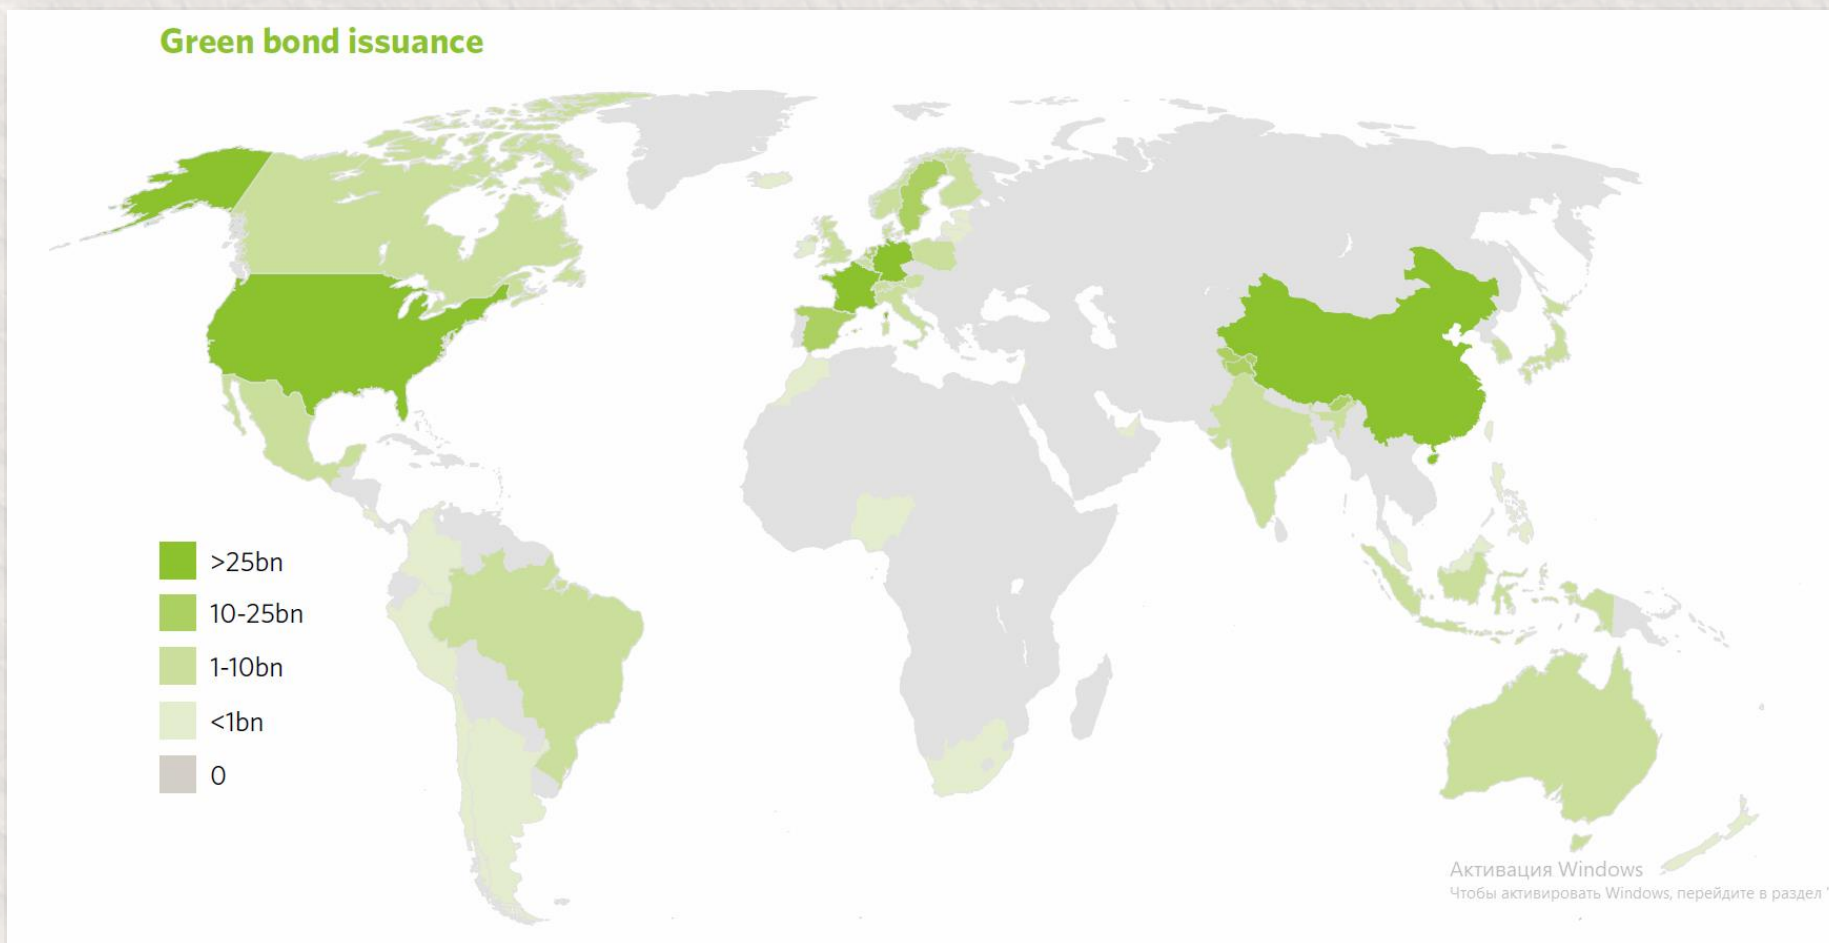 Green bond issuance
>25bn
10-25bn
1-10bn
<1bn
0
Активация Windows
Чтобы активировать Windows, перейдите в раздел "